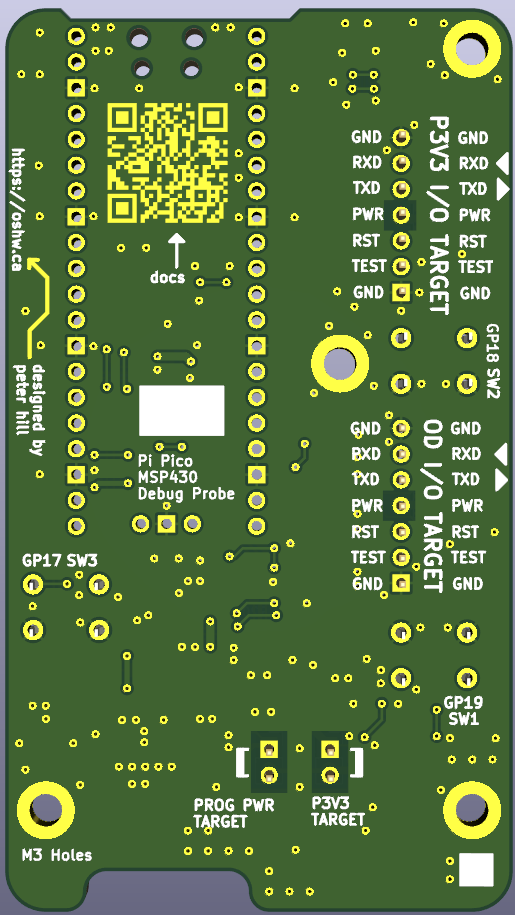 P3V3 I/O TARGET
GND GND
RXD RXD
TXD TXD
PWR PWR
RST RST
TEST TEST
GND GND
https://oshw.ca
docs
GP18 SW2
designed by
peter hill
OD I/O TARGET
GND GND
RXD RXD
TXD TXD
PWR PWR
RST RST
TEST TEST
GND GND
Pi Pico
MSP430
Debug Probe
GP17 SW3
GP19
SW1
PROG PWR
TARGET
P3V3
TARGET
M3 Holes